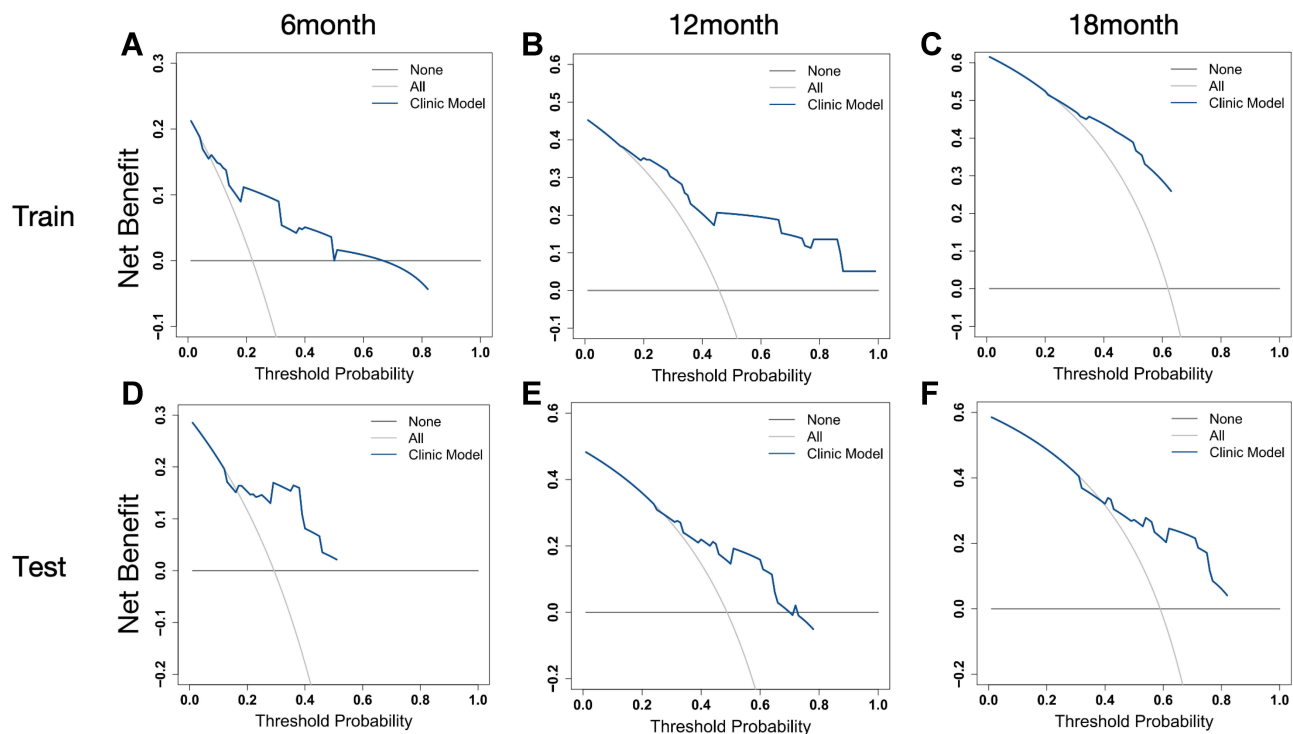 6month
12month
18month
A
B
C
Train
Net Benefit
0.3
0.2
0.1
0.0
−0.1
None
All
Clinic Model
0.0
0.2
0.4
0.6
0.8
1.0
Threshold Probability
0.6
0.5
0.4
0.3
0.2
0.1
0.0
−0.1
None
All
Clinic Model
0.0
0.2
0.4
0.6
0.8
1.0
Threshold Probability
0.6
0.5
0.4
0.3
0.2
0.1
0.0
−0.1
None
All
Clinic Model
0.0
0.2
0.4
0.6
0.8
1.0
Threshold Probability
D
E
F
Test
Net Benefit
0.3
0.2
0.1
0.0
−0.1
−0.2
None
All
Clinic Model
0.0
0.2
0.4
0.6
0.8
1.0
Threshold Probability
0.6
0.4
0.2
0.0
−0.2
None
All
Clinic Model
0.0
0.2
0.4
0.6
0.8
1.0
Threshold Probability
0.6
0.4
0.2
0.0
−0.2
None
All
Clinic Model
0.0
0.2
0.4
0.6
0.8
1.0
Threshold Probability